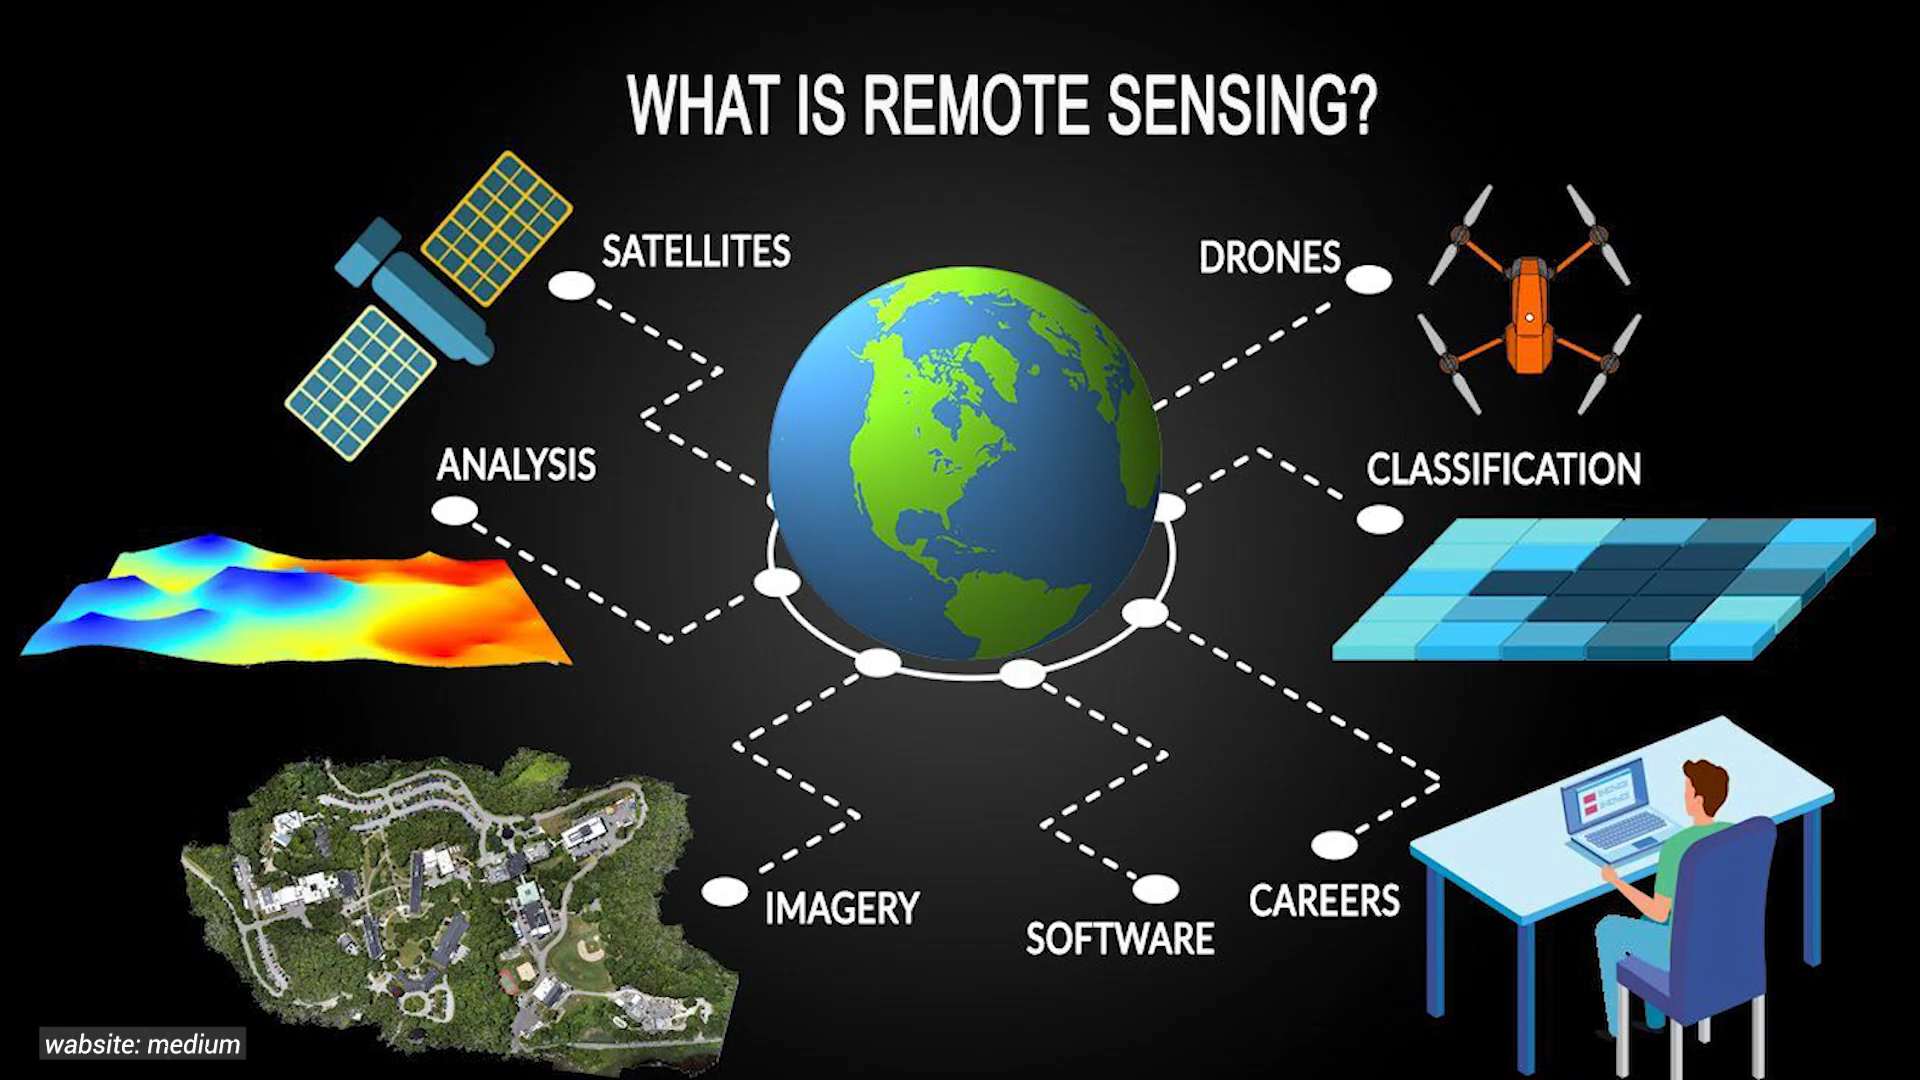 WHAT IS REMOTE SENSING?
SATELLITES
DRONES
ANALYSIS
CLASSIFICATION
IMAGERY
SOFTWARE
CAREERS
wabsite: medium